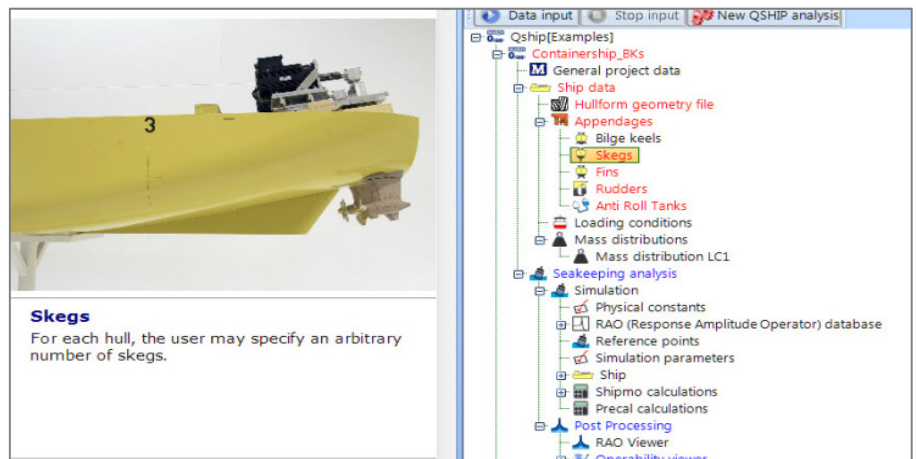 3
Skegs
For each hull, the user may specify an arbitrary
number of skegs.
Data input Stop input New QSHIP analysis
Qship[Examples]
Containership_BKs
M General project data
Ship data
Hullform geometry file
Appendages
Bilge keels
Skegs
Fins
Rudders
Anti Roll Tanks
Loading conditions
Mass distributions
Mass distribution LC1
Seakeeping analysis
Simulation
Physical constants
RAO (Response Amplitude Operator) database
Reference points
Simulation parameters
Ship
Shipmo calculations
Precal calculations
Post Processing
RAO Viewer
Operability viewer